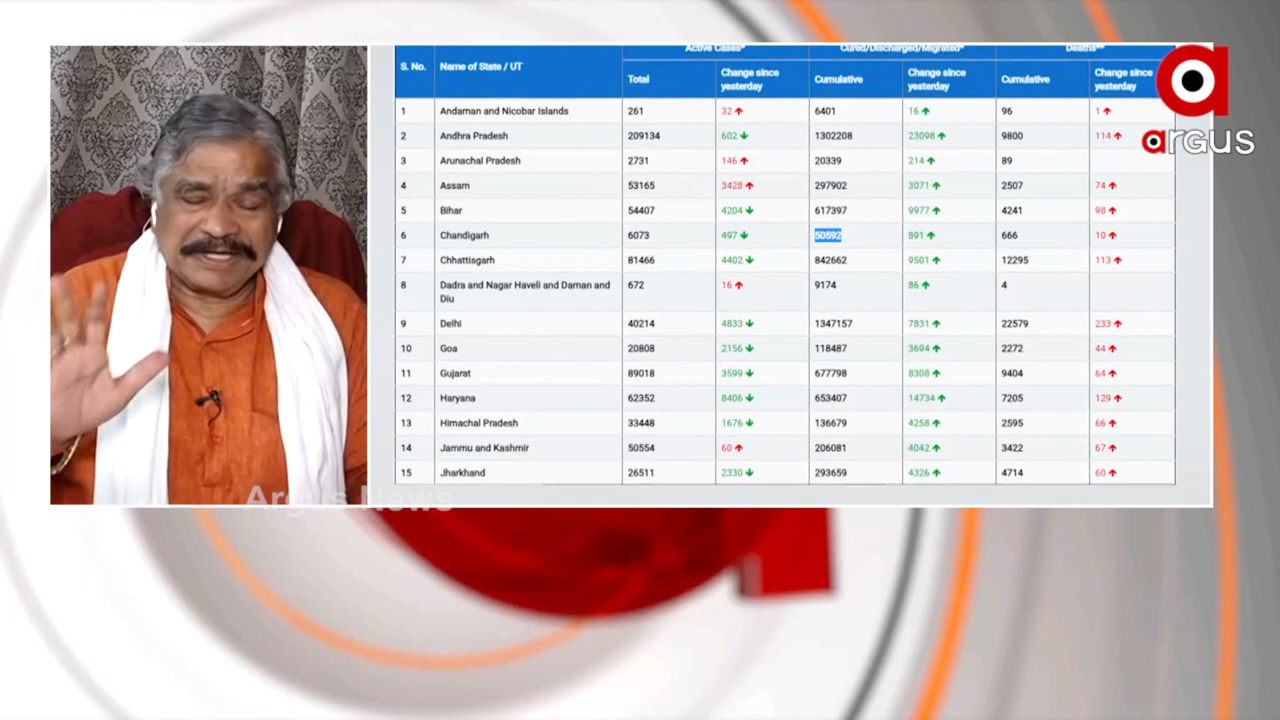 Active Cases* Cured/Discharged/Migrated* Deaths**
S. No. Name of State / UT Total Change since yesterday Cumulative Change since yesterday Cumulative Change since yesterday
1 Andaman and Nicobar Islands 261 32 ↑ 6401 16 ↑ 96 1 ↑
2 Andhra Pradesh 209134 602 ↓ 1302208 23098 ↑ 9800 114 ↑
3 Arunachal Pradesh 2731 146 ↑ 20339 214 ↑ 89
4 Assam 53165 3428 ↑ 297902 3071 ↑ 2507 74 ↑
5 Bihar 54407 4204 ↓ 617397 9977 ↑ 4241 98 ↑
6 Chandigarh 6073 497 ↓ 50592 891 ↑ 666 10 ↑
7 Chhattisgarh 81466 4402 ↓ 842662 9501 ↑ 12295 113 ↑
8 Dadra and Nagar Haveli and Daman and Diu 672 16 ↑ 9174 86 ↑ 4
9 Delhi 40214 4833 ↓ 1347157 7831 ↑ 22579 233 ↑
10 Goa 20808 2156 ↓ 118487 3694 ↑ 2272 44 ↑
11 Gujarat 89018 3599 ↓ 677798 8308 ↑ 9404 64 ↑
12 Haryana 62352 8406 ↓ 653407 14734 ↑ 7205 129 ↑
13 Himachal Pradesh 33448 1676 ↓ 136679 4258 ↑ 2595 66 ↑
14 Jammu and Kashmir 50554 60 ↑ 206081 4042 ↑ 3422 67 ↑
15 Jharkhand 26511 2330 ↓ 293659 4326 ↑ 4714 60 ↑
argus
Argus News